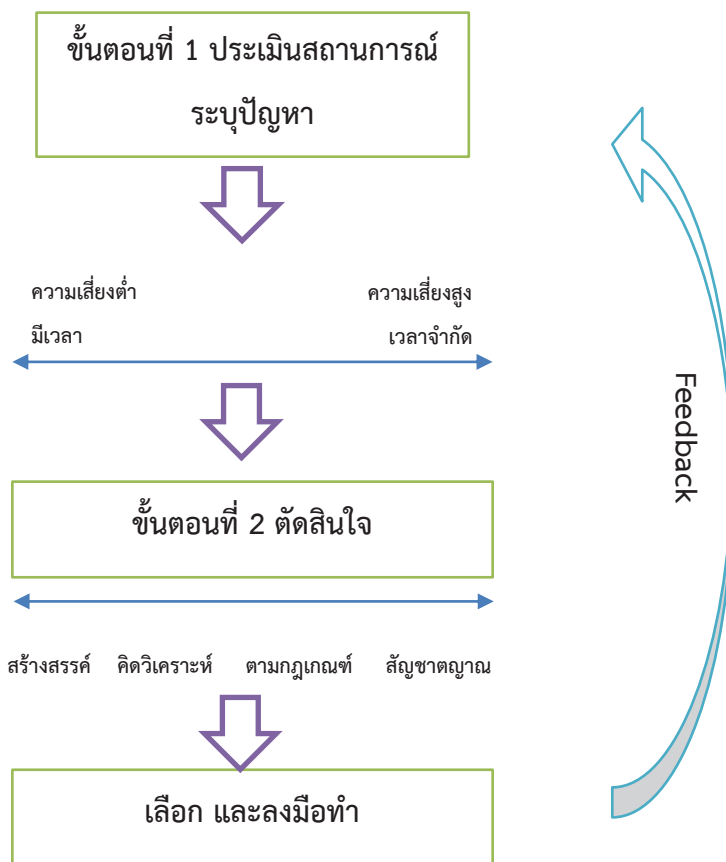 ขั้นตอนที่ 1 ประเมินสถานการณ์
ระบุปัญหา
ความเสี่ยงต่ำ ความเสี่ยงสูง
มีเวลา เวลาจำกัด
Feedback
ขั้นตอนที่ 2 ตัดสินใจ
สร้างสรรค์ คิดวิเคราะห์ ตามกฎเกณฑ์ สัญชาตญาณ
เลือก และลงมือทำ